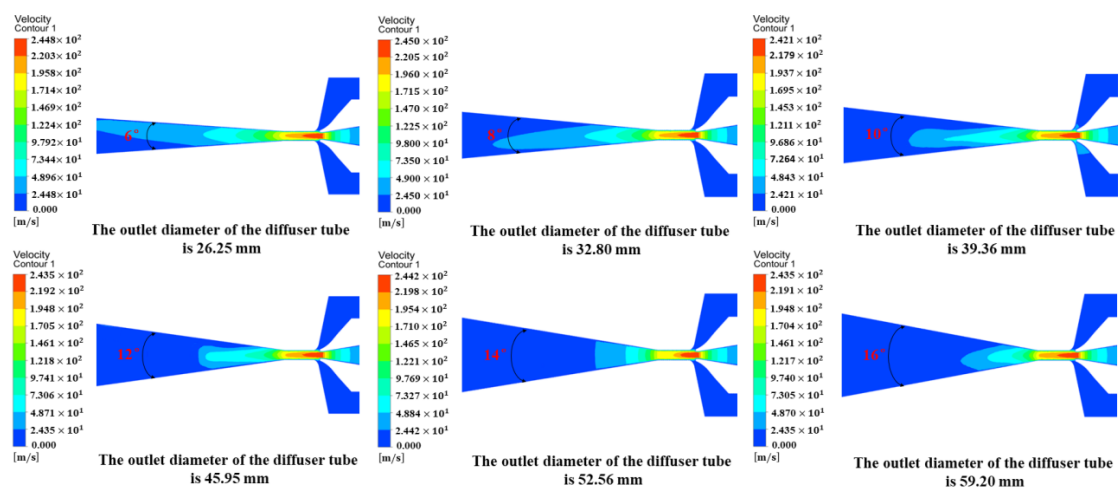 Velocity
Contour 1
2.448× 10²
2.203× 10²
1.958× 10²
1.714× 10²
1.469× 10²
1.224× 10²
9.792× 10¹
7.344× 10¹
4.896× 10¹
2.448× 10¹
0.000
[m/s]
6°
The outlet diameter of the diffuser tube
is 26.25 mm
Velocity
Contour 1
2.450 × 10²
2.205 × 10²
1.960 × 10²
1.715 × 10²
1.470 × 10²
1.225 × 10²
9.800 × 10¹
7.350 × 10¹
4.900 × 10¹
2.450 × 10¹
0.000
[m/s]
8°
The outlet diameter of the diffuser tube
is 32.80 mm
Velocity
Contour 1
2.421 × 10²
2.179 × 10²
1.937 × 10²
1.695 × 10²
1.453 × 10²
1.211 × 10²
9.686 × 10¹
7.264 × 10¹
4.843 × 10¹
2.421 × 10¹
0.000
[m/s]
10°
The outlet diameter of the diffuser tube
is 39.36 mm
Velocity
Contour 1
2.435 × 10²
2.192 × 10²
1.948 × 10²
1.705 × 10²
1.461 × 10²
1.218 × 10²
9.741 × 10¹
7.306 × 10¹
4.871 × 10¹
2.435 × 10¹
0.000
[m/s]
12°
The outlet diameter of the diffuser tube
is 45.95 mm
Velocity
Contour 1
2.442 × 10²
2.198 × 10²
1.954 × 10²
1.710 × 10²
1.465 × 10²
1.221 × 10²
9.769 × 10¹
7.327 × 10¹
4.884 × 10¹
2.442 × 10¹
0.000
[m/s]
14°
The outlet diameter of the diffuser tube
is 52.56 mm
Velocity
Contour 1
2.435 × 10²
2.191 × 10²
1.948 × 10²
1.704 × 10²
1.461 × 10²
1.217 × 10²
9.740 × 10¹
7.305 × 10¹
4.870 × 10¹
2.435 × 10¹
0.000
[m/s]
16°
The outlet diameter of the diffuser tube
is 59.20 mm